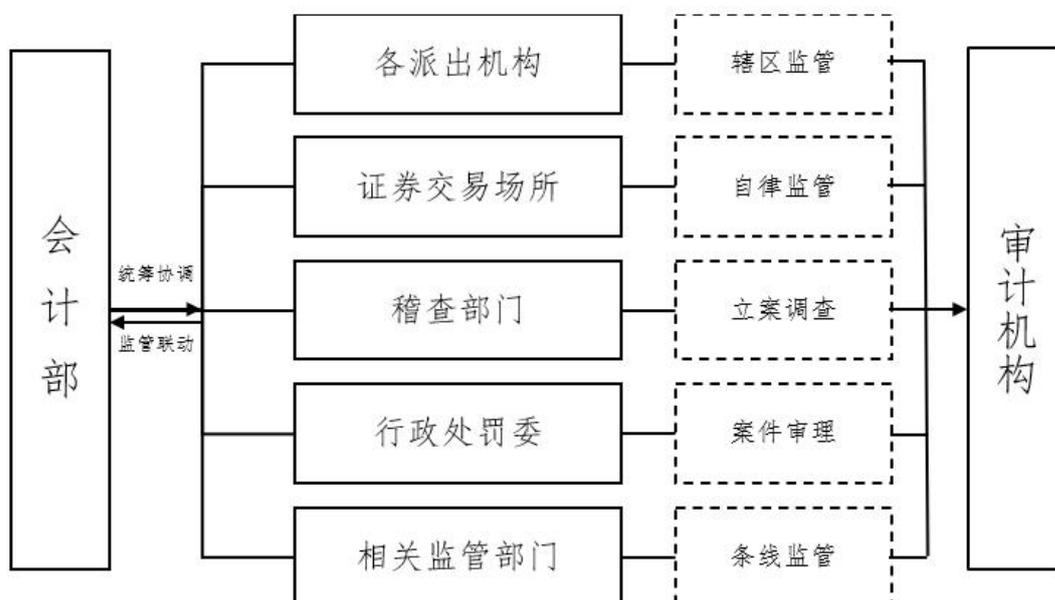 会计部
统筹协调
监管联动
各派出机构
辖区监管
证券交易场所
自律监管
稽查部门
立案调查
行政处罚委
案件审理
相关监管部门
条线监管
审计机构